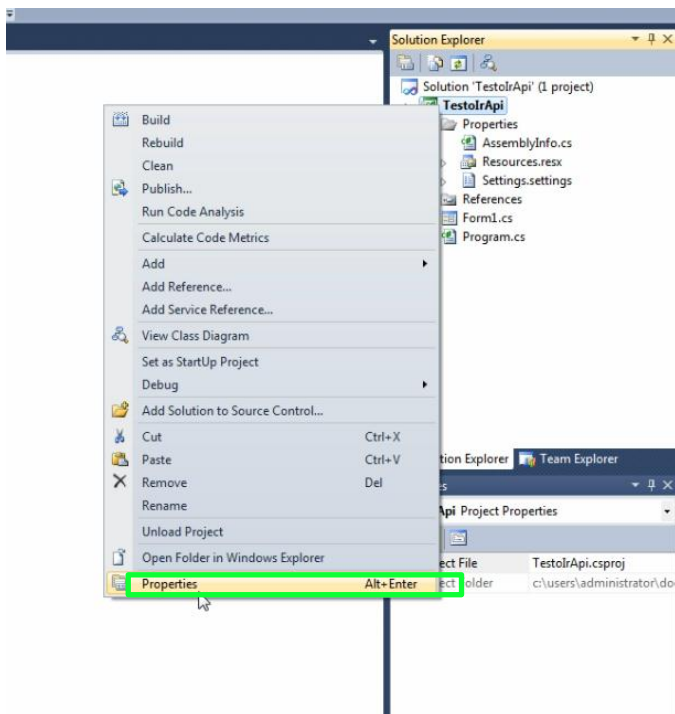 Solution Explorer
Solution 'TestoIrApi' (1 project)
TestoIrApi
Properties
AssemblyInfo.cs
Resources.resx
Settings.settings
References
Form1.cs
Program.cs
Build
Rebuild
Clean
Publish...
Run Code Analysis
Calculate Code Metrics
Add
Add Reference...
Add Service Reference...
View Class Diagram
Set as StartUp Project
Debug
Add Solution to Source Control...
Cut Ctrl+X
Paste Ctrl+V
Remove Del
Rename
Unload Project
Open Folder in Windows Explorer
Properties Alt+Enter
tion Explorer Team Explorer
Api Project Properties
ect File TestoIrApi.csproj
ect Folder c:\users\administrator\do